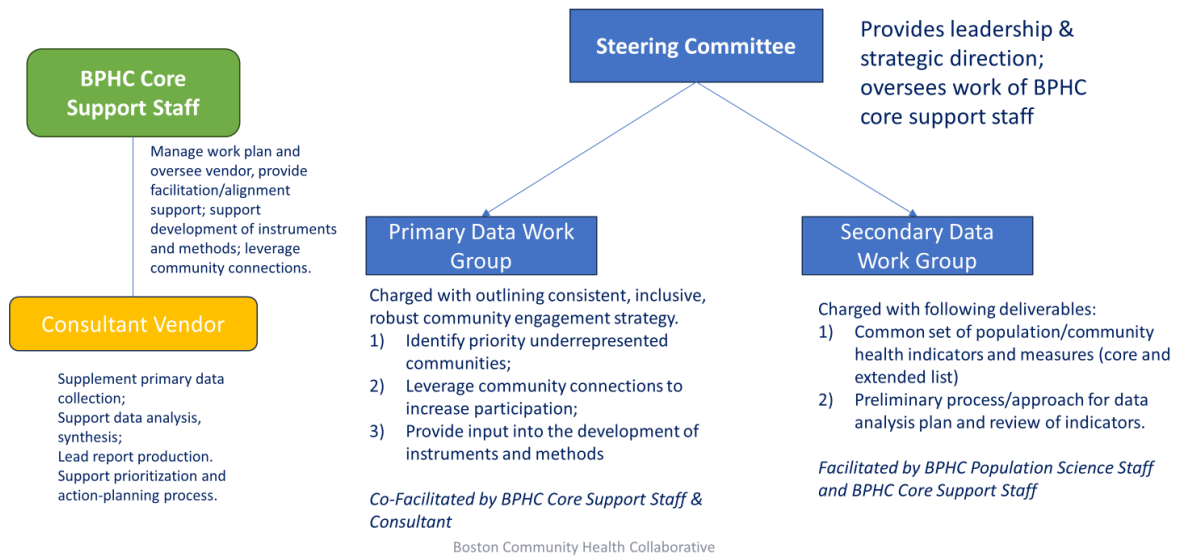 BPHC Core
Support Staff
Manage work plan and
oversee vendor, provide
facilitation/alignment
support; support
development of instruments
and methods; leverage
community connections.
Consultant Vendor
Supplement primary data
collection;
Support data analysis,
synthesis;
Lead report production.
Support prioritization and
action-planning process.
Steering Committee
Provides leadership &
strategic direction;
oversees work of BPHC
core support staff
Primary Data Work
Group
Charged with outlining consistent, inclusive,
robust community engagement strategy.
1) Identify priority underrepresented
communities;
2) Leverage community connections to
increase participation;
3) Provide input into the development of
instruments and methods
Co-Facilitated by BPHC Core Support Staff &
Consultant
Secondary Data
Work Group
Charged with following deliverables:
1) Common set of population/community
health indicators and measures (core and
extended list)
2) Preliminary process/approach for data
analysis plan and review of indicators.
Facilitated by BPHC Population Science Staff
and BPHC Core Support Staff
Boston Community Health Collaborative